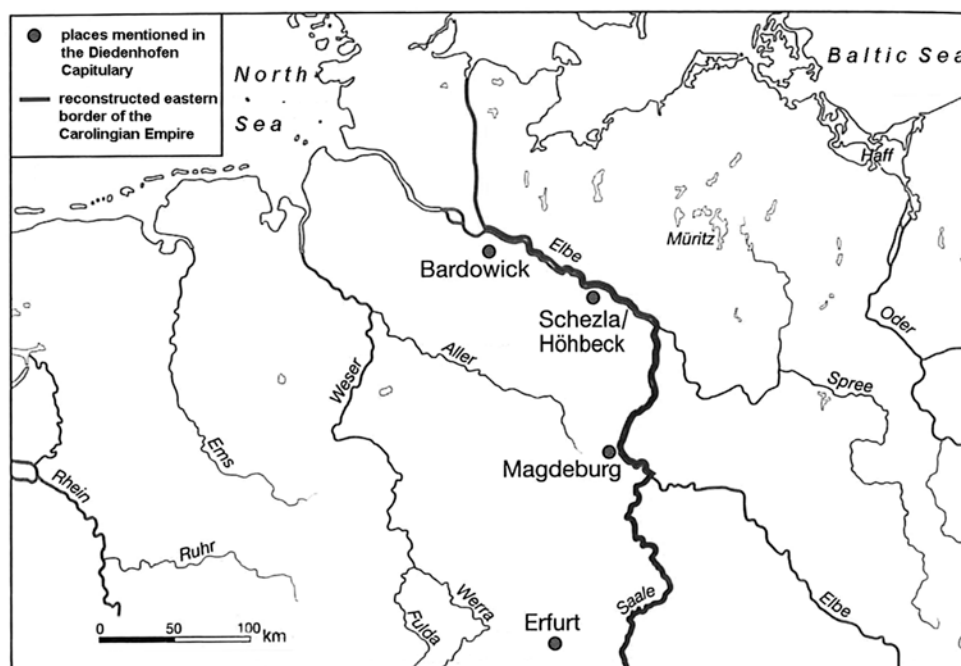 places mentioned in
the Diedenhofen
Capitulary
reconstructed eastern
border of the
Carolingian Empire
North
Sea
Baltic Sea
Haff
Müritz
Elbe
Bardowick
Schezla/
Höhbeck
Oder
Aller
Weser
Spree
Ems
Magdeburg
Rhein
Ruhr
Werra
Fulda
Saale
Elbe
Erfurt
0 50 100
km